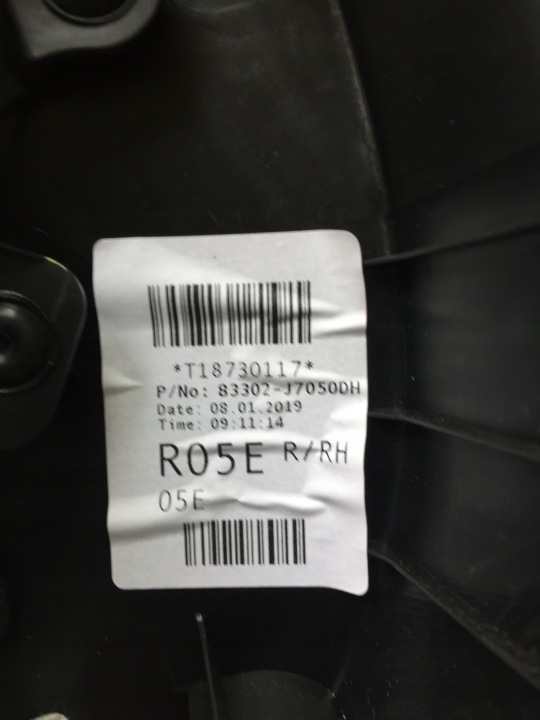 *T18730117*
P/No: 83302-J7050DH
Date: 08.01.2019
Time: 09:11:14
R05E R/RH
05E